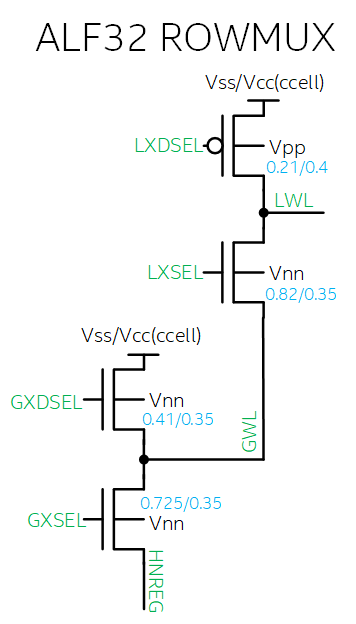 ALF32 ROWMUX
Vss/Vcc(ccell)
LXDSEL
Vpp
0.21/0.4
LWL
LXSEL
Vnn
0.82/0.35
Vss/Vcc(ccell)
GXDSEL
Vnn
0.41/0.35
GWL
0.725/0.35
GXSEL
Vnn
HNREG